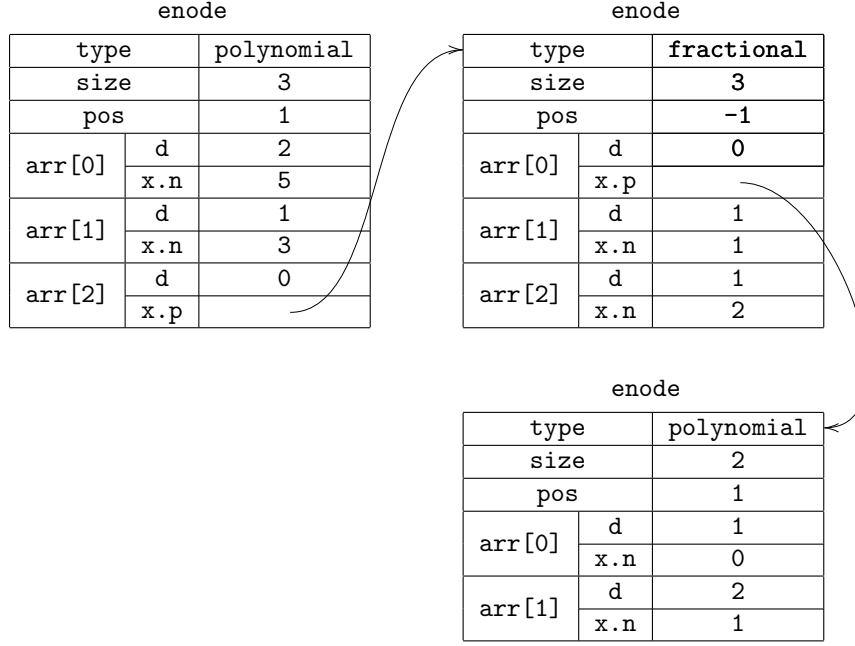 enode
type polynomial
size 3
pos 1
arr[0] d 2
x.n 5
arr[1] d 1
x.n 3
arr[2] d 0
x.p
enode
type fractional
size 3
pos -1
arr[0] d 0
x.p
arr[1] d 1
x.n 1
arr[2] d 1
x.n 2
enode
type polynomial
size 2
pos 1
arr[0] d 1
x.n 0
arr[1] d 2
x.n 1